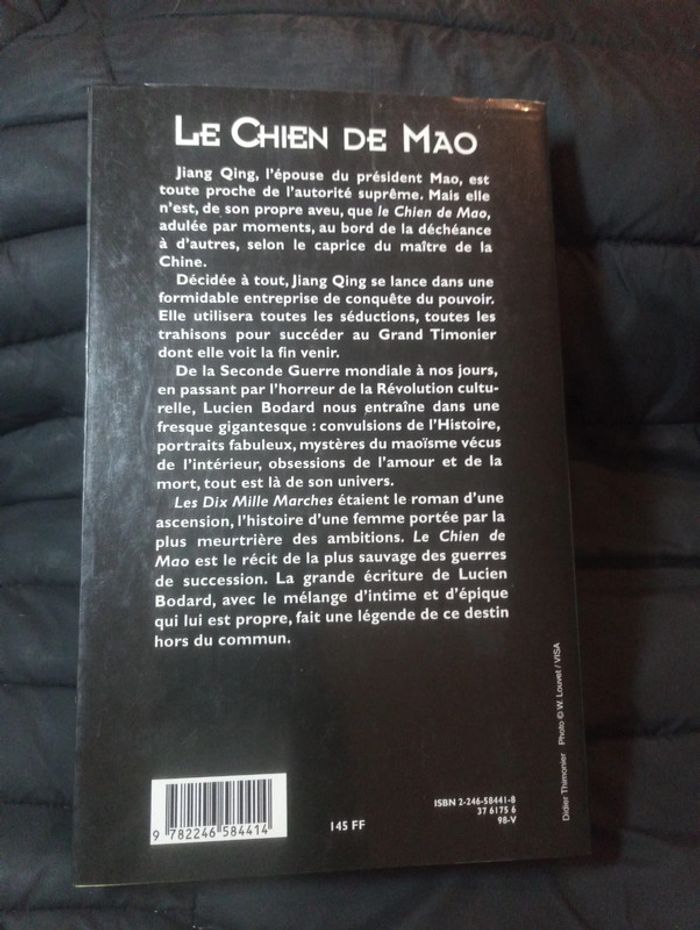 LE CHIEN DE MAO
Jiang Qing, l'épouse du président Mao, est
toute proche de l'autorité suprême. Mais elle
n'est, de son propre aveu, que le Chien de Mao,
adulée par moments, au bord de la déchéance
à d'autres, selon le caprice du maître de la
Chine.
Décidée à tout, Jiang Qing se lance dans une
formidable entreprise de conquête du pouvoir.
Elle utilisera toutes les séductions, toutes les
trahisons pour succéder au Grand Timonier
dont elle voit la fin venir.
De la Seconde Guerre mondiale à nos jours,
en passant par l'horreur de la Révolution cultu-
relle, Lucien Bodard nous entraîne dans une
fresque gigantesque : convulsions de l'Histoire,
portraits fabuleux, mystères du maoïsme vécus
de l'intérieur, obsessions de l'amour et de la
mort, tout est là de son univers.
Les Dix Mille Marches étaient le roman d'une
ascension, l'histoire d'une femme portée par la
plus meurtrière des ambitions. Le Chien de
Mao est le récit de la plus sauvage des guerres
de succession. La grande écriture de Lucien
Bodard, avec le mélange d'intime et d'épique
qui lui est propre, fait une légende de ce destin
hors du commun.
Didier Thimonier Photo © W. Louvet / VISA
9 782246 584414
145 FF
ISBN 2-246-58441-8
37 6175 6
98-V